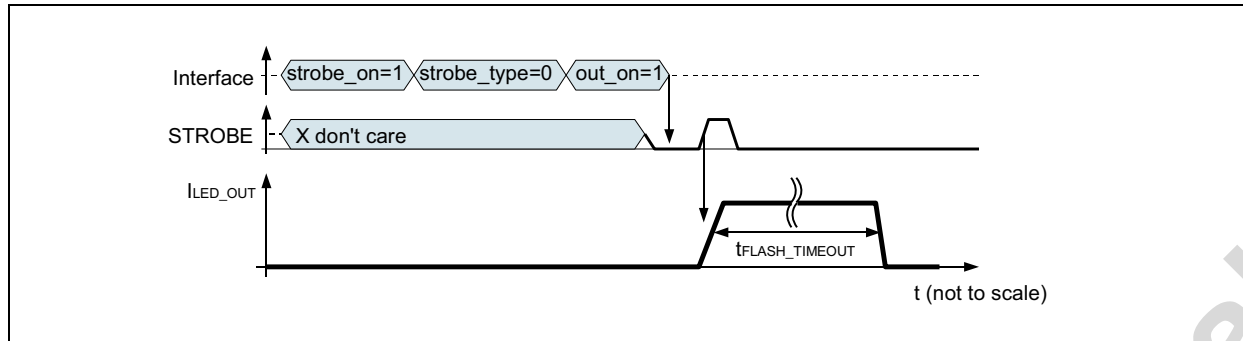 Interface
strobe_on=1 strobe_type=0 out_on=1
STROBE
X don't care
ILED_OUT
tFLASH_TIMEOUT
t (not to scale)